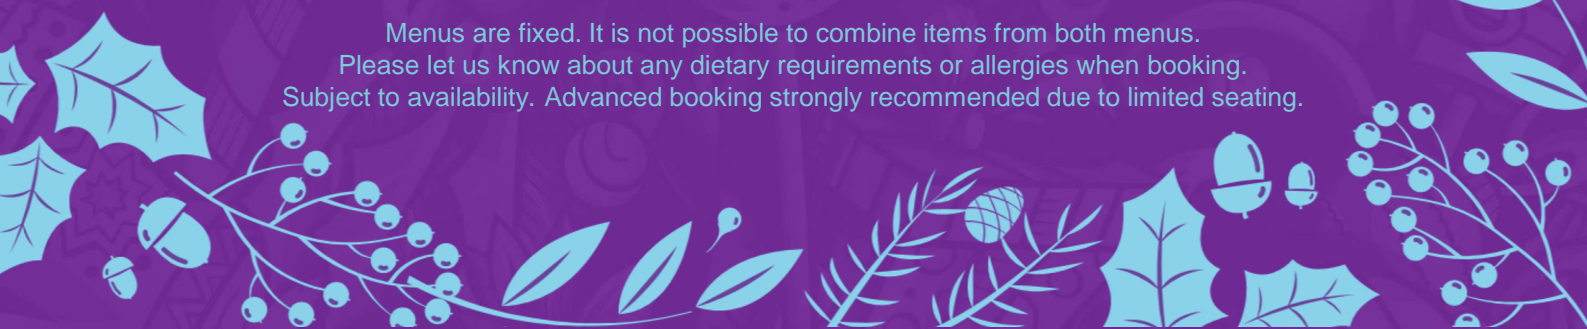 Menus are fixed. It is not possible to combine items from both menus.
Please let us know about any dietary requirements or allergies when booking.
Subject to availability. Advanced booking strongly recommended due to limited seating.